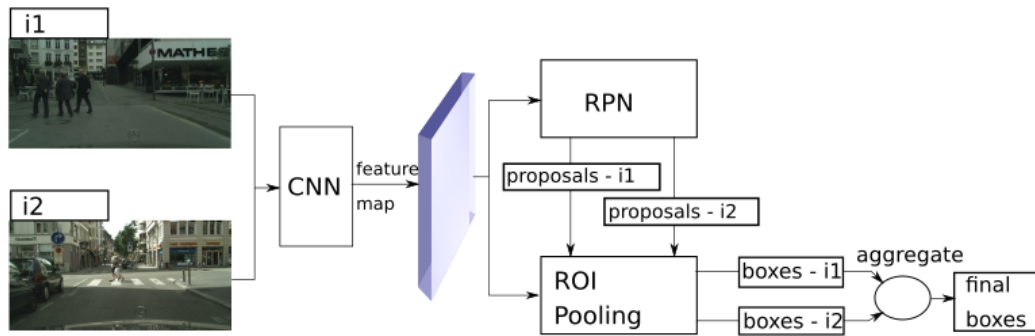 i1
MATHE
i2
CNN
feature
map
RPN
proposals - i1
proposals - i2
ROI
Pooling
boxes - i1
boxes - i2
aggregate
final
boxes